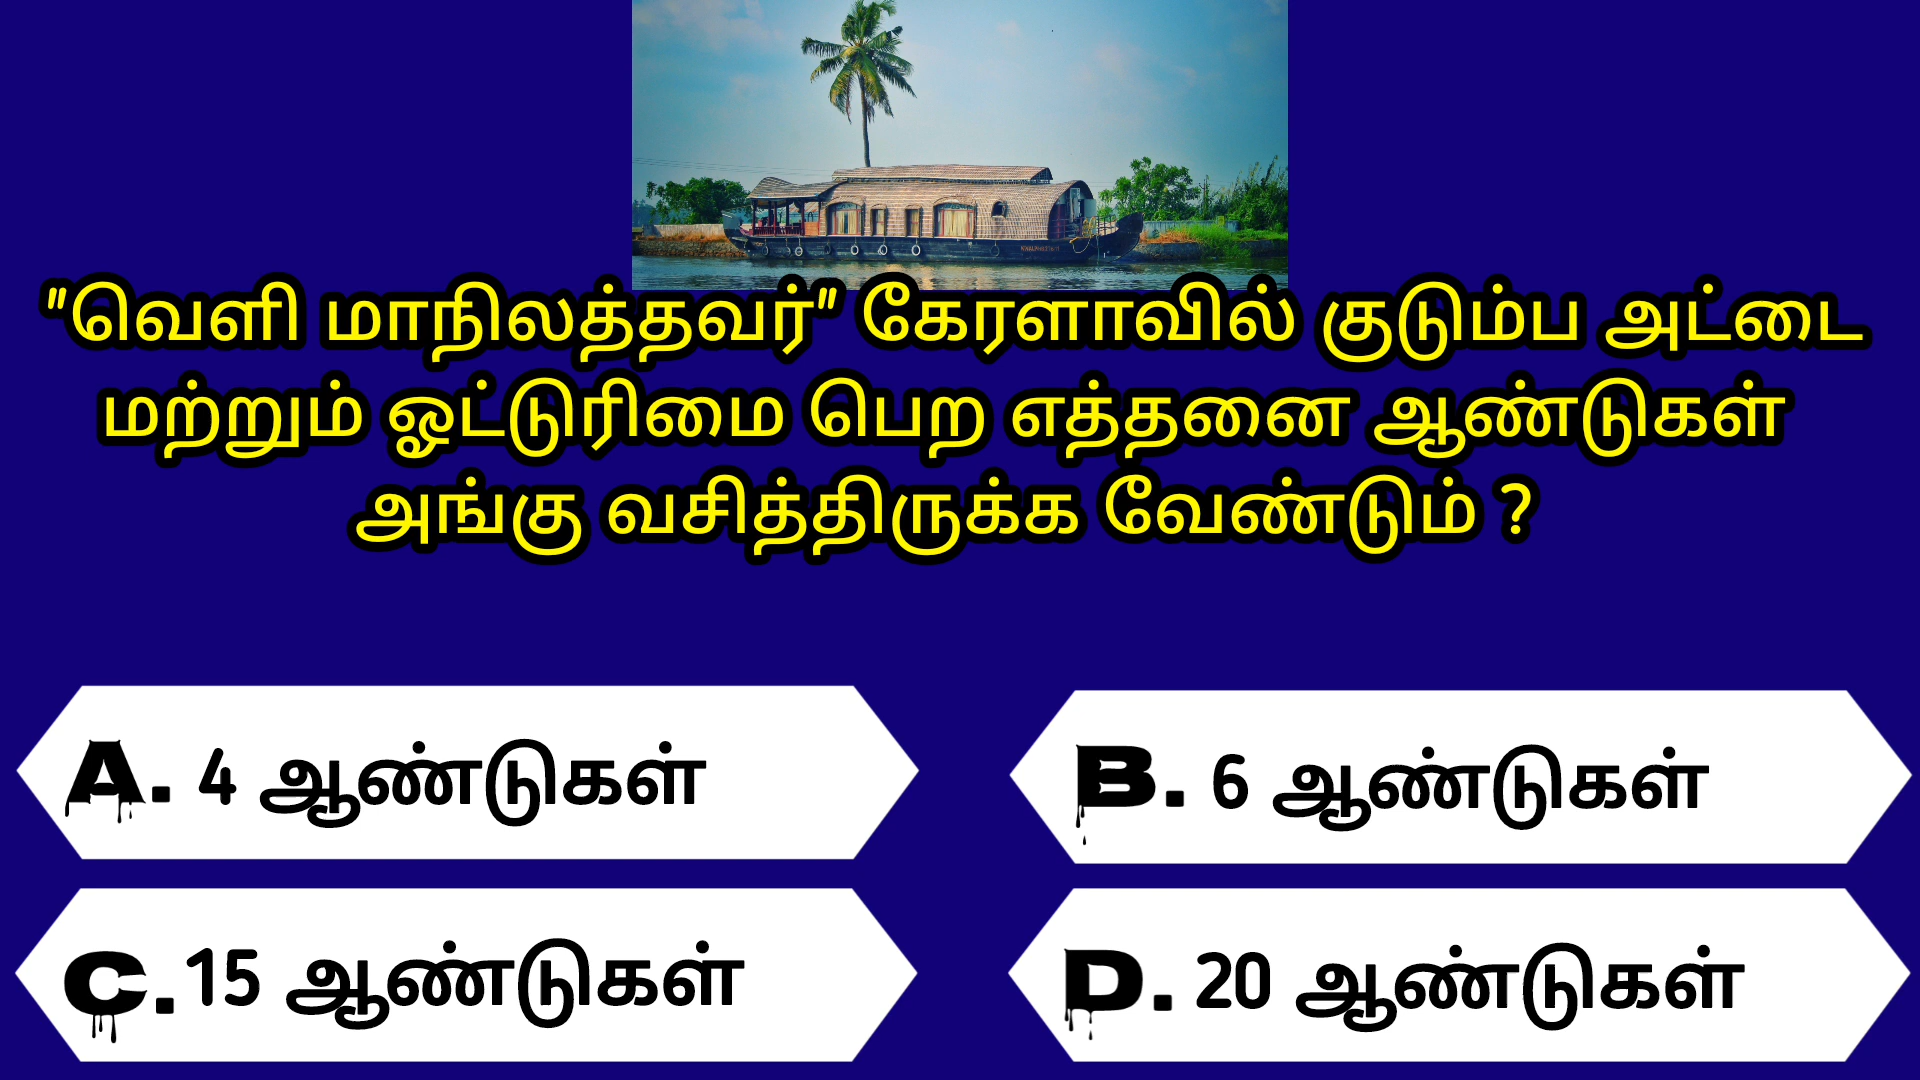 "வெளி மாநிலத்தவர்" கேரளாவில் குடும்ப அட்டை
மற்றும் ஓட்டுரிமை பெற எத்தனை ஆண்டுகள்
அங்கு வசித்திருக்க வேண்டும் ?
A. 4 ஆண்டுகள்
B. 6 ஆண்டுகள்
C. 15 ஆண்டுகள்
D. 20 ஆண்டுகள்